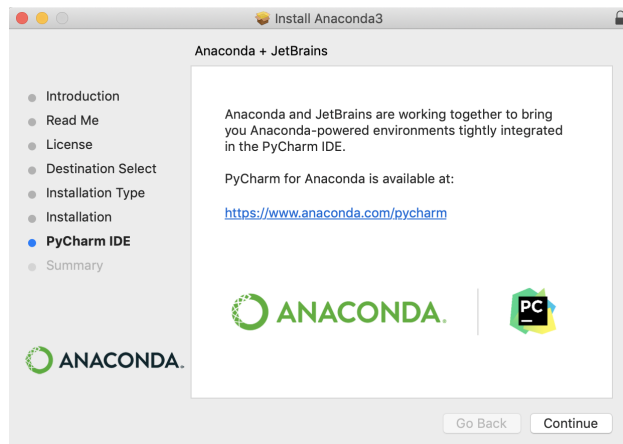 Install Anaconda3
Anaconda + JetBrains
Introduction
Read Me
License
Destination Select
Installation Type
Installation
PyCharm IDE
Summary
Anaconda and JetBrains are working together to bring
you Anaconda-powered environments tightly integrated
in the PyCharm IDE.
PyCharm for Anaconda is available at:
https://www.anaconda.com/pycharm
ANACONDA.
PC
ANACONDA.
Go Back
Continue